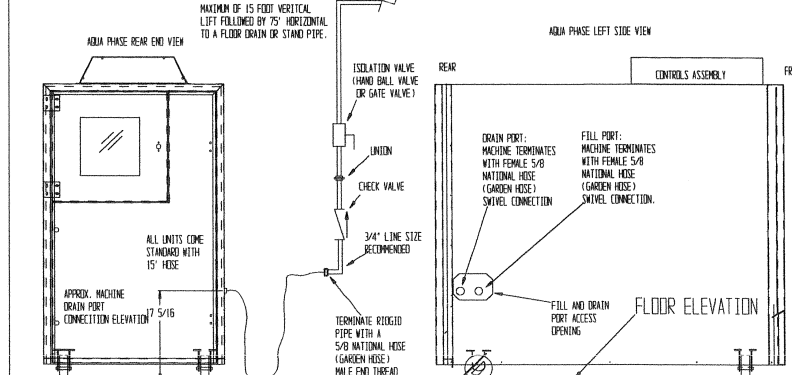 MAXIMUM OF 15 FOOT VERITCAL
LIFT FOLLOWED BY 75' HORIZONTAL
TO A FLOOR DRAIN OR STAND PIPE.
AQUA PHASE REAR END VIEW
ISOLATION VALVE
(HAND BALL VALVE
OR GATE VALVE)
UNION
CHECK VALVE
3/4" LINE SIZE
RECOMMENDED
ALL UNITS COME
STANDARD WITH
15' HOSE
APPROX. MACHINE
DRAIN PORT
CONNECITION ELEVATION
17 5/16
TERMINATE RIDGID
PIPE WITH A
5/8 NATIONAL HOSE
(GARDEN HOSE)
MALE END THREAD
AQUA PHASE LEFT SIDE VIEW
REAR
CONTROLS ASSEMBLY
FR
DRAIN PORT:
MACHINE TERMINATES
WITH FEMALE 5/8
NATIONAL HOSE
(GARDEN HOSE)
SWIVEL CONNECTION
FILL PORT:
MACHINE TERMINATES
WITH FEMALE 5/8
NATIONAL HOSE
(GARDEN HOSE)
SWIVEL CONNECTION.
FILL AND DRAIN
PORT ACCESS
OPENING
FLOOR ELEVATION